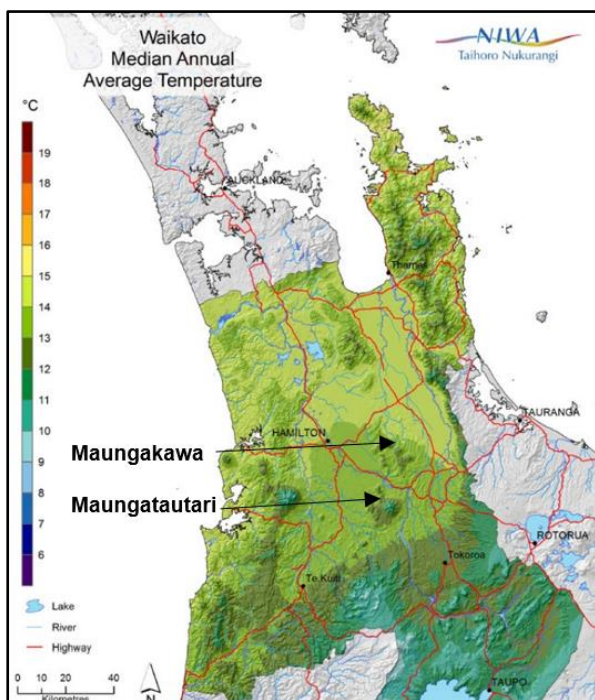 Waikato
Median Annual
Average Temperature
NIWA
Taihoro Nukurangi
°C
19
18
17
16
15
14
13
12
11
10
9
8
7
6
AUCKLAND
Thames
TAURANGA
HAMILTON
Maungakawa
Maungatautari
ROTORUA
Tokoroa
Te Kuiti
TAUPO
Lake
River
Highway
20 10 0 20 40
Kilometres
N